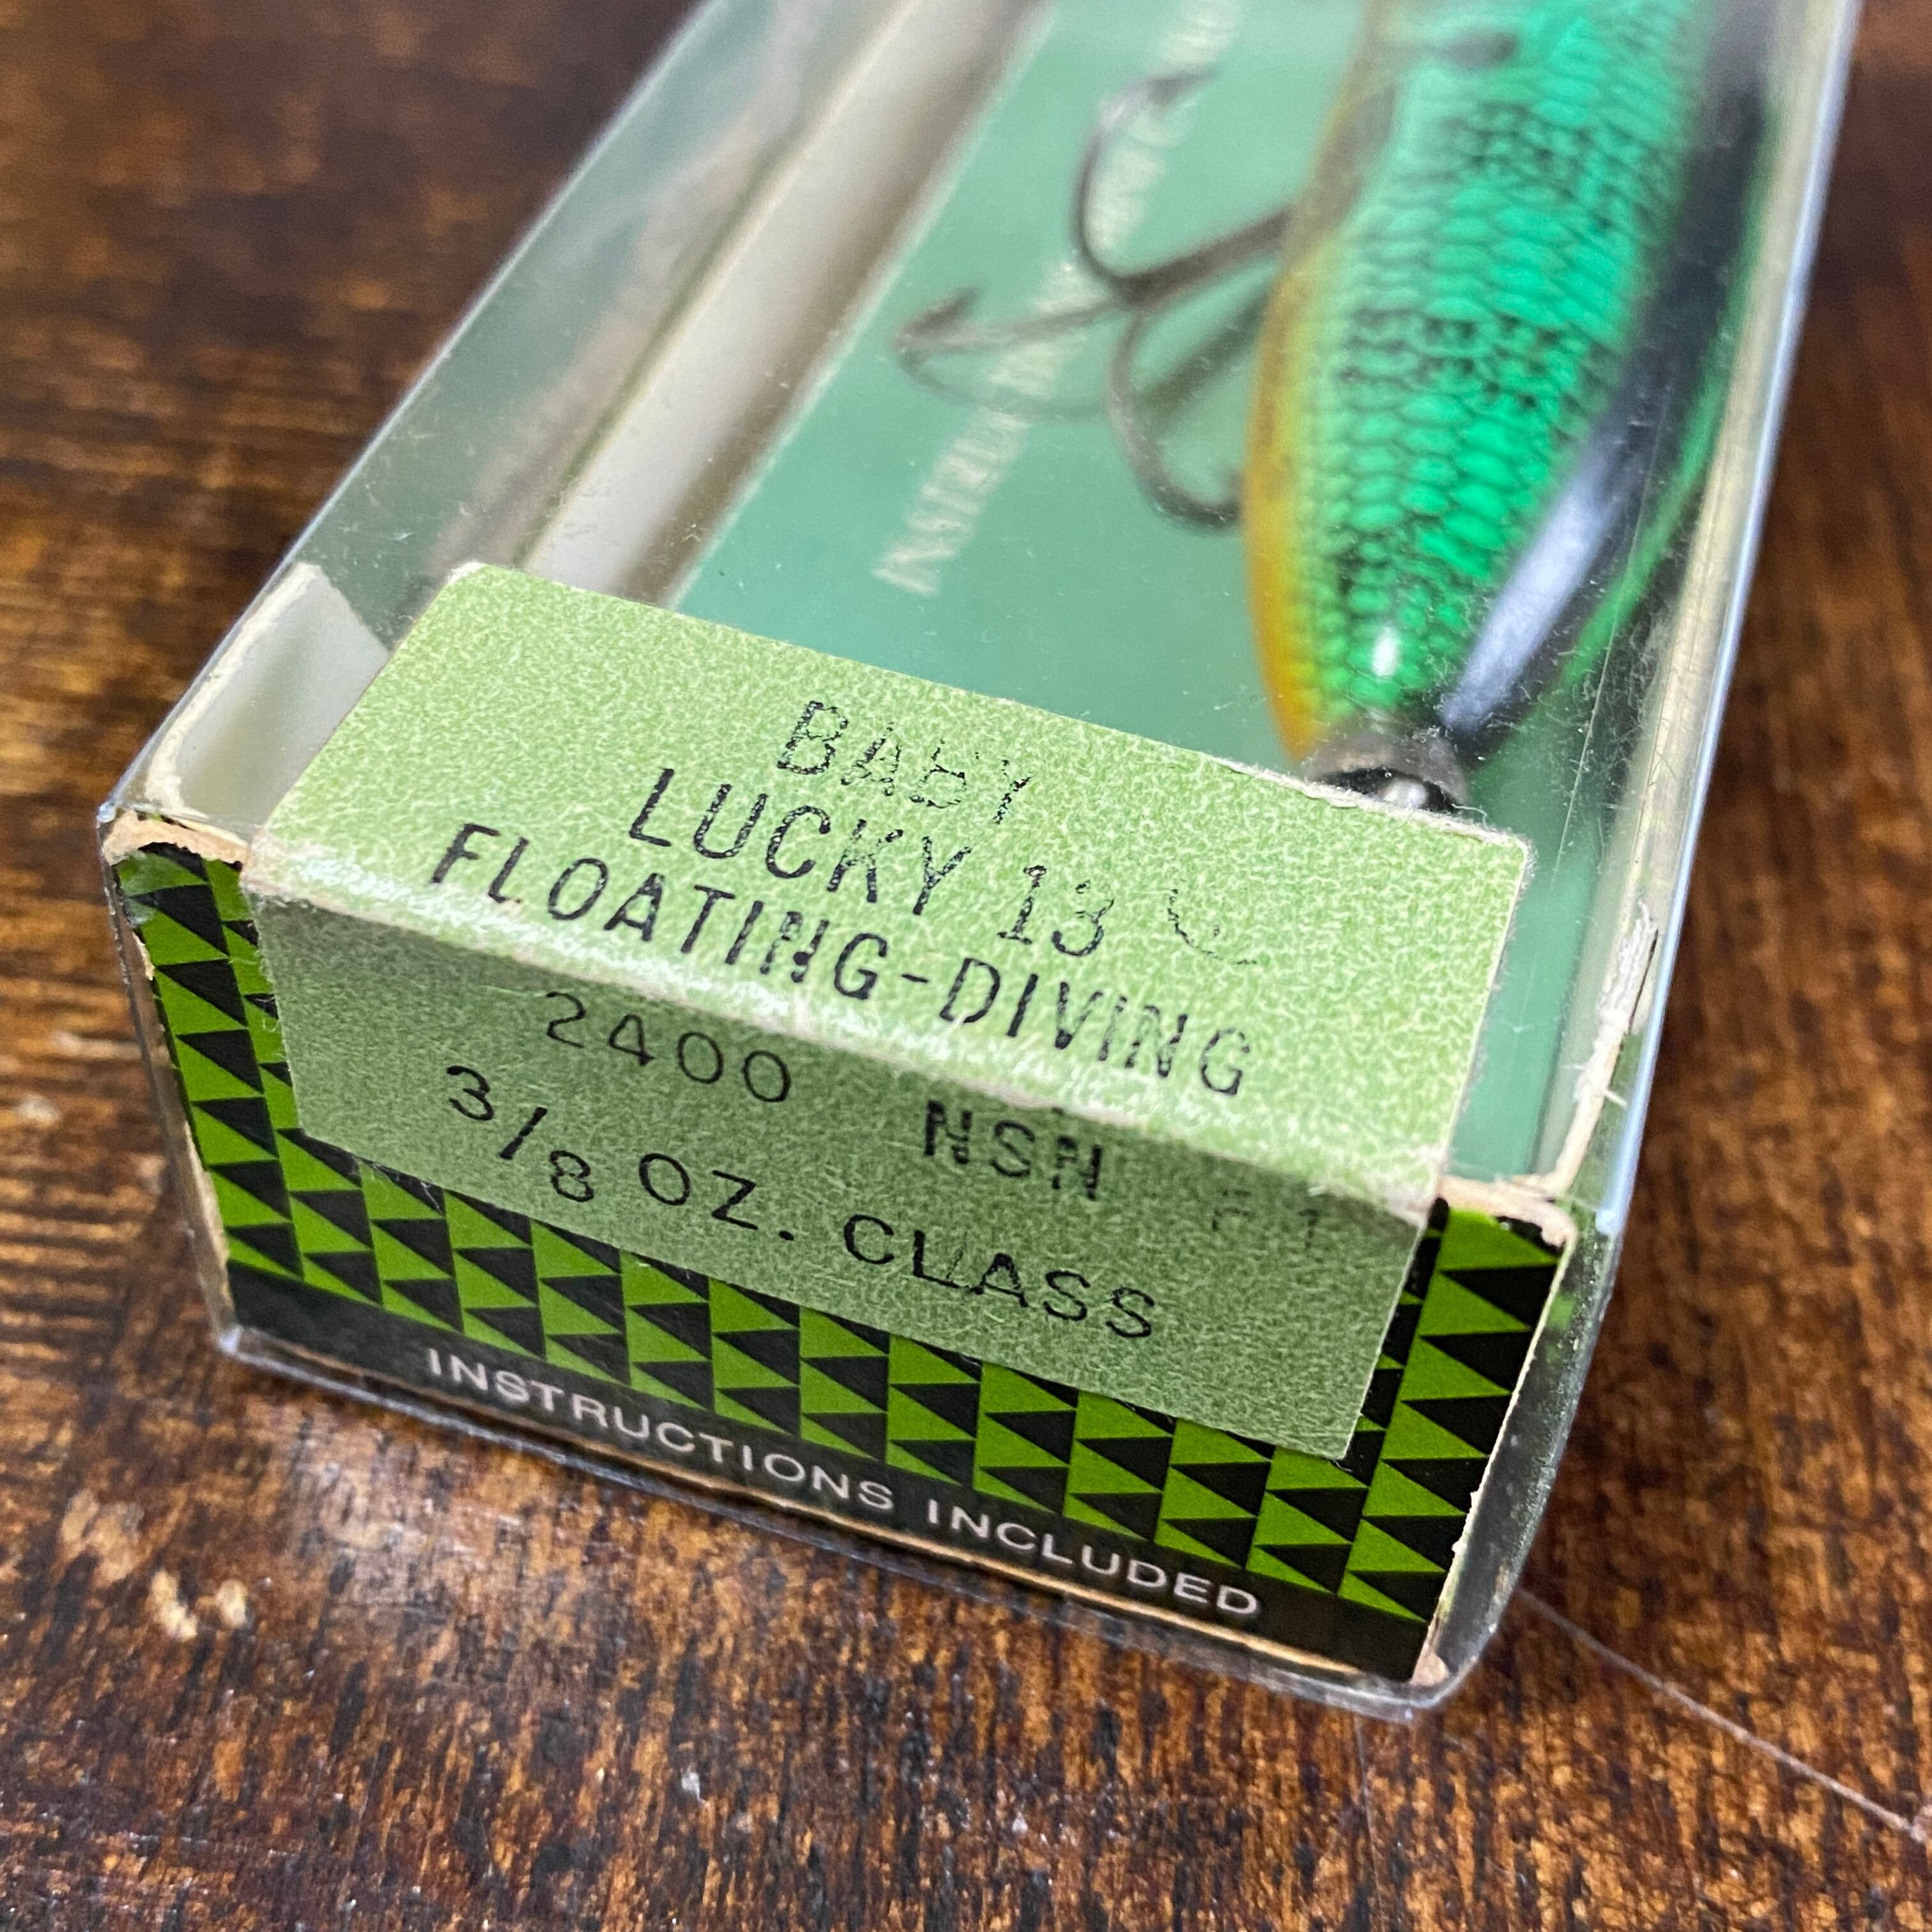 BABY
LUCKY 13
FLOATING-DIVING
2400 NSN
3/8 OZ. CLASS
INSTRUCTIONS INCLUDED